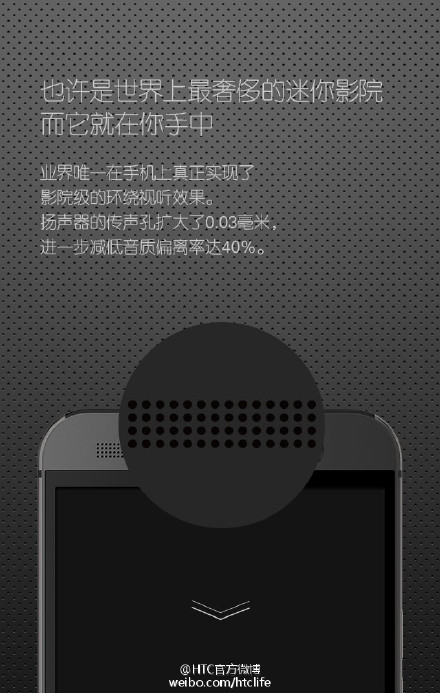 也许是世界上最奢侈的迷你影院
而它就在你手中
业界唯一在手机上真正实现了
影院级的环绕视听效果。
扬声器的传声孔扩大了0.03毫米，
进一步减低音质偏离率达40%。
@HTC官方微博
weibo.com/htclife